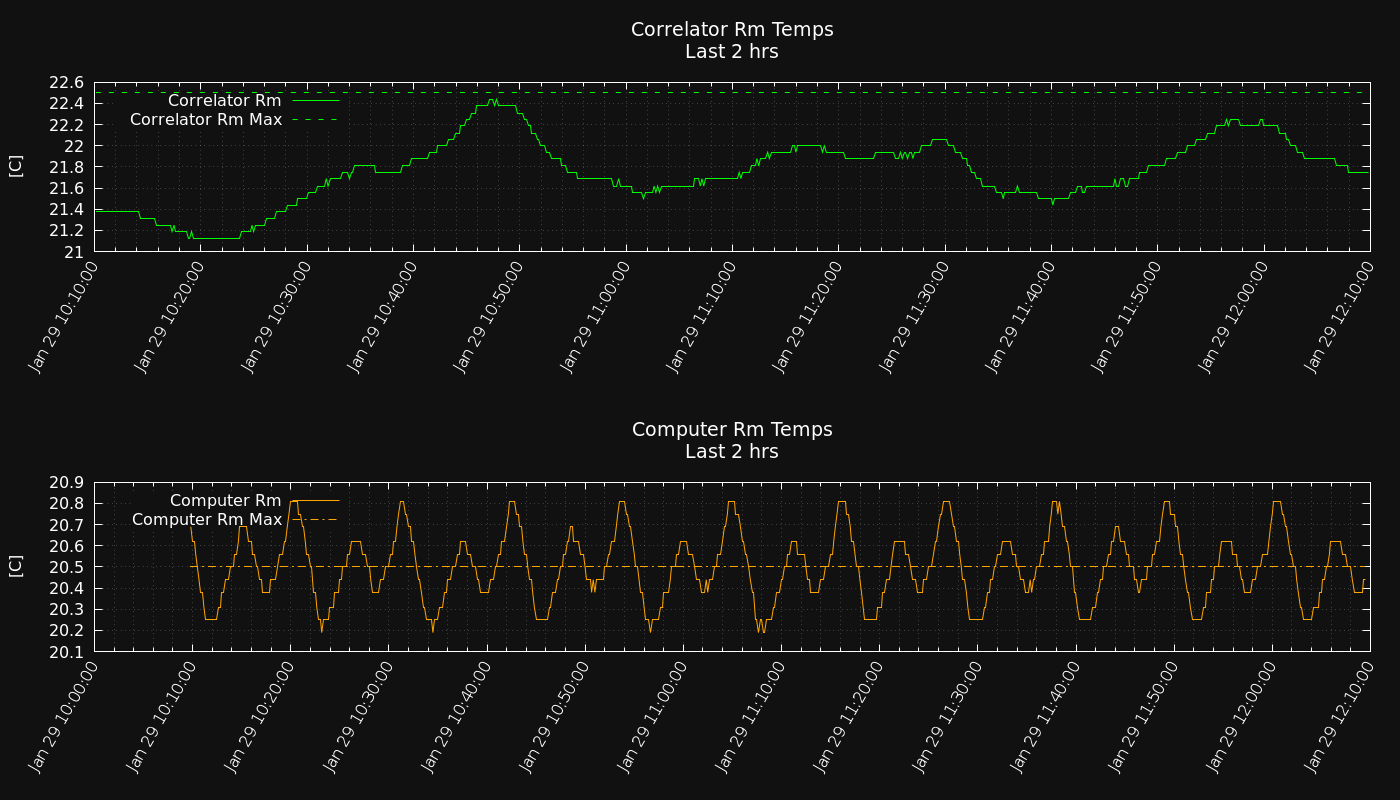 Correlator Rm Temps
Last 2 hrs
22.6
22.4
22.2
22
21.8
21.6
21.4
21.2
21
[C]
Correlator Rm
Correlator Rm Max
Jan 29 10:10:00
Jan 29 10:20:00
Jan 29 10:30:00
Jan 29 10:40:00
Jan 29 10:50:00
Jan 29 11:00:00
Jan 29 11:10:00
Jan 29 11:20:00
Jan 29 11:30:00
Jan 29 11:40:00
Jan 29 11:50:00
Jan 29 12:00:00
Jan 29 12:10:00
Computer Rm Temps
Last 2 hrs
20.9
20.8
20.7
20.6
20.5
20.4
20.3
20.2
20.1
[C]
Computer Rm
Computer Rm Max
Jan 29 10:00:00
Jan 29 10:10:00
Jan 29 10:20:00
Jan 29 10:30:00
Jan 29 10:40:00
Jan 29 10:50:00
Jan 29 11:00:00
Jan 29 11:10:00
Jan 29 11:20:00
Jan 29 11:30:00
Jan 29 11:40:00
Jan 29 11:50:00
Jan 29 12:00:00
Jan 29 12:10:00